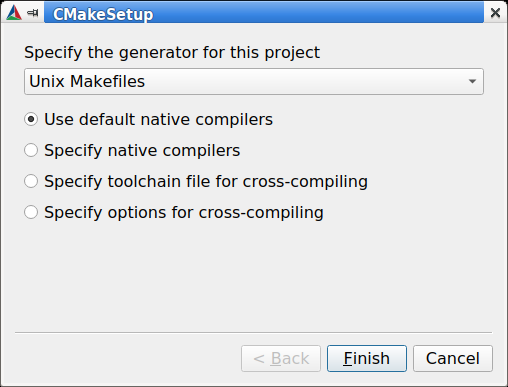 CMakeSetup
Specify the generator for this project
Unix Makefiles
Use default native compilers
Specify native compilers
Specify toolchain file for cross-compiling
Specify options for cross-compiling
< Back Finish Cancel